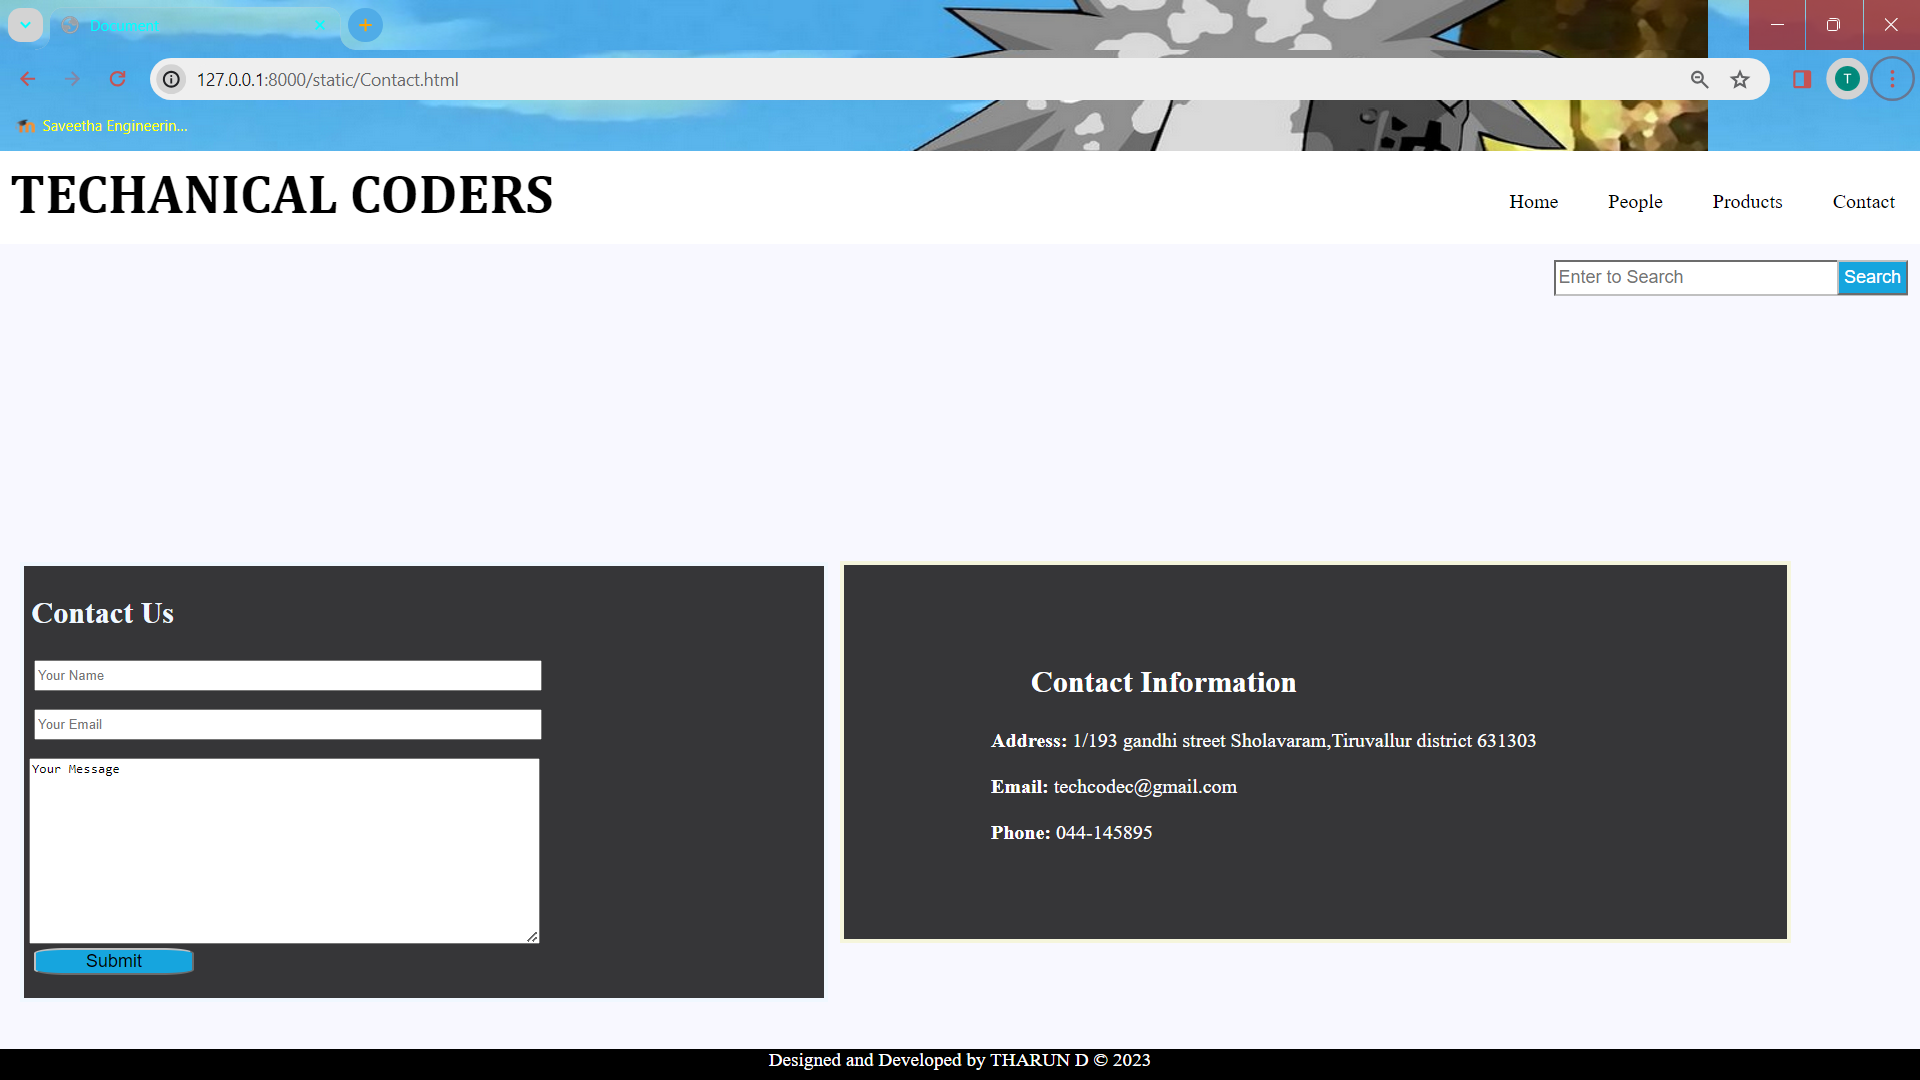 Document
127.0.0.1:8000/static/Contact.html
T
Saveetha Engineerin...
TECHANICAL CODERS
Home People Products Contact
Enter to Search Search
Contact Us
Your Name
Your Email
Your Message
Submit
Contact Information
Address: 1/193 gandhi street Sholavaram,Tiruvallur district 631303
Email: techcodec@gmail.com
Phone: 044-145895
Designed and Developed by THARUN D © 2023